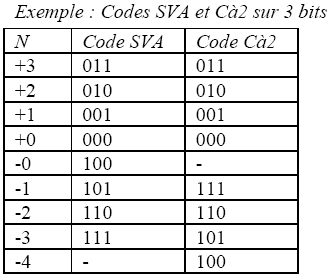 Exemple : Codes SVA et Cà2 sur 3 bits
N Code SVA Code Cà2
+3 011 011
+2 010 010
+1 001 001
+0 000 000
-0 100 -
-1 101 111
-2 110 110
-3 111 101
-4 - 100